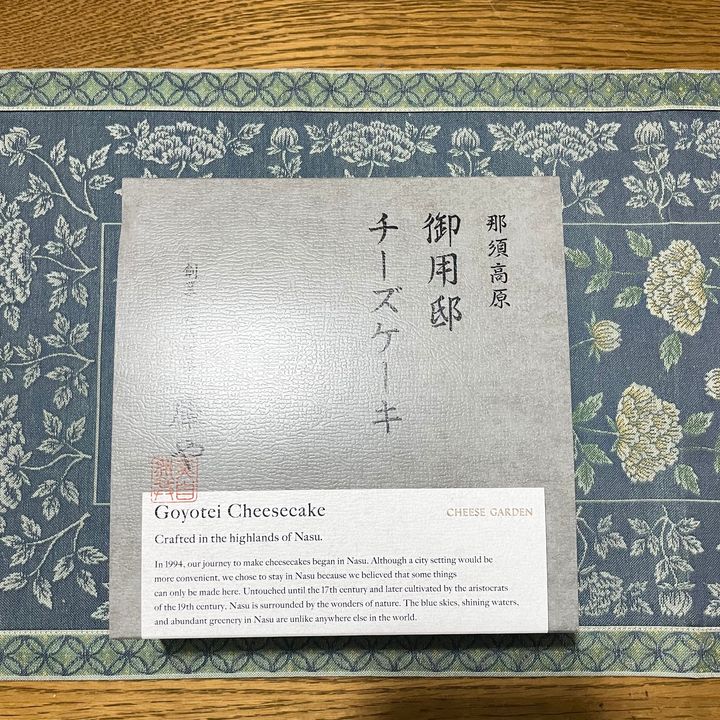 那須高原
御用邸
チーズケーキ
創業
Goyotei Cheesecake
CHEESE GARDEN
Crafted in the highlands of Nasu.
In 1994, our journey to make cheesecakes began in Nasu. Although a city setting would be
more convenient, we chose to stay in Nasu because we believed that some things
can only be made here. Untouched until the 17th century and later cultivated by the aristocrats
of the 19th century, Nasu is surrounded by the wonders of nature. The blue skies, shining waters,
and abundant greenery in Nasu are unlike anywhere else in the world.